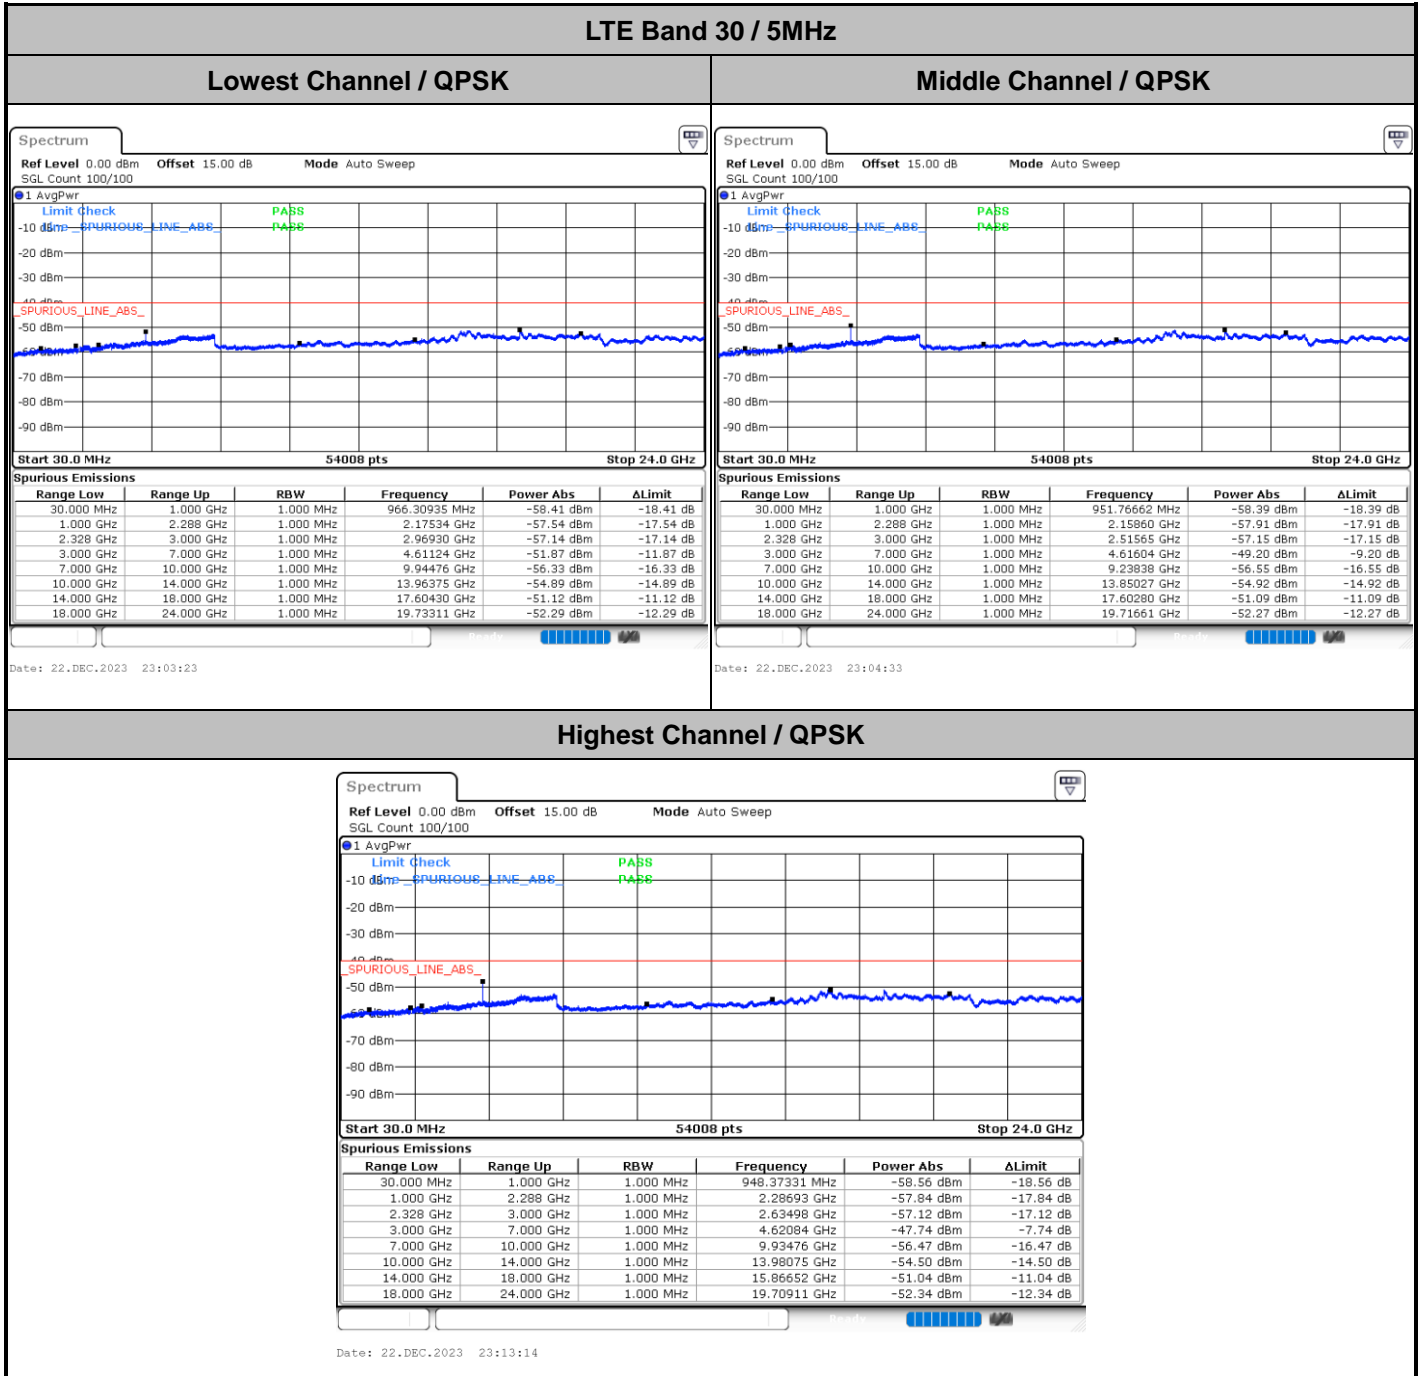 LTE Band 30 / 5MHz
Lowest Channel / QPSK
Middle Channel / QPSK
Spectrum
Ref Level 0.00 dBm Offset 15.00 dB Mode Auto Sweep
SGL Count 100/100
1 AvgPwr
Limit Check PASS
-10 dBm Line _SPURIOUS_LINE_ABS_ PASS
-20 dBm
-30 dBm
-40 dBm
_SPURIOUS_LINE_ABS_
-50 dBm
-60 dBm
-70 dBm
-80 dBm
-90 dBm
Start 30.0 MHz 54008 pts Stop 24.0 GHz
Spurious Emissions
Range Low Range Up RBW Frequency Power Abs ΔLimit
30.000 MHz 1.000 GHz 1.000 MHz 966.30935 MHz -58.41 dBm -18.41 dB
1.000 GHz 2.288 GHz 1.000 MHz 2.17534 GHz -57.54 dBm -17.54 dB
2.328 GHz 3.000 GHz 1.000 MHz 2.96930 GHz -57.14 dBm -17.14 dB
3.000 GHz 7.000 GHz 1.000 MHz 4.61124 GHz -51.87 dBm -11.87 dB
7.000 GHz 10.000 GHz 1.000 MHz 9.94476 GHz -56.33 dBm -16.33 dB
10.000 GHz 14.000 GHz 1.000 MHz 13.96375 GHz -54.89 dBm -14.89 dB
14.000 GHz 18.000 GHz 1.000 MHz 17.60430 GHz -51.12 dBm -11.12 dB
18.000 GHz 24.000 GHz 1.000 MHz 19.73311 GHz -52.29 dBm -12.29 dB
Ready
Date: 22.DEC.2023 23:03:23
Spectrum
Ref Level 0.00 dBm Offset 15.00 dB Mode Auto Sweep
SGL Count 100/100
1 AvgPwr
Limit Check PASS
-10 dBm Line _SPURIOUS_LINE_ABS_ PASS
-20 dBm
-30 dBm
-40 dBm
_SPURIOUS_LINE_ABS_
-50 dBm
-60 dBm
-70 dBm
-80 dBm
-90 dBm
Start 30.0 MHz 54008 pts Stop 24.0 GHz
Spurious Emissions
Range Low Range Up RBW Frequency Power Abs ΔLimit
30.000 MHz 1.000 GHz 1.000 MHz 951.76662 MHz -58.39 dBm -18.39 dB
1.000 GHz 2.288 GHz 1.000 MHz 2.15860 GHz -57.91 dBm -17.91 dB
2.328 GHz 3.000 GHz 1.000 MHz 2.51565 GHz -57.15 dBm -17.15 dB
3.000 GHz 7.000 GHz 1.000 MHz 4.61604 GHz -49.20 dBm -9.20 dB
7.000 GHz 10.000 GHz 1.000 MHz 9.23838 GHz -56.55 dBm -16.55 dB
10.000 GHz 14.000 GHz 1.000 MHz 13.85027 GHz -54.92 dBm -14.92 dB
14.000 GHz 18.000 GHz 1.000 MHz 17.60280 GHz -51.09 dBm -11.09 dB
18.000 GHz 24.000 GHz 1.000 MHz 19.71661 GHz -52.27 dBm -12.27 dB
Ready
Date: 22.DEC.2023 23:04:33
Highest Channel / QPSK
Spectrum
Ref Level 0.00 dBm Offset 15.00 dB Mode Auto Sweep
SGL Count 100/100
1 AvgPwr
Limit Check PASS
-10 dBm Line _SPURIOUS_LINE_ABS_ PASS
-20 dBm
-30 dBm
-40 dBm
_SPURIOUS_LINE_ABS_
-50 dBm
-60 dBm
-70 dBm
-80 dBm
-90 dBm
Start 30.0 MHz 54008 pts Stop 24.0 GHz
Spurious Emissions
Range Low Range Up RBW Frequency Power Abs ΔLimit
30.000 MHz 1.000 GHz 1.000 MHz 948.37331 MHz -58.56 dBm -18.56 dB
1.000 GHz 2.288 GHz 1.000 MHz 2.28693 GHz -57.84 dBm -17.84 dB
2.328 GHz 3.000 GHz 1.000 MHz 2.63498 GHz -57.12 dBm -17.12 dB
3.000 GHz 7.000 GHz 1.000 MHz 4.62084 GHz -47.74 dBm -7.74 dB
7.000 GHz 10.000 GHz 1.000 MHz 9.93476 GHz -56.47 dBm -16.47 dB
10.000 GHz 14.000 GHz 1.000 MHz 13.98075 GHz -54.50 dBm -14.50 dB
14.000 GHz 18.000 GHz 1.000 MHz 15.86652 GHz -51.04 dBm -11.04 dB
18.000 GHz 24.000 GHz 1.000 MHz 19.70911 GHz -52.34 dBm -12.34 dB
Ready
Date: 22.DEC.2023 23:13:14